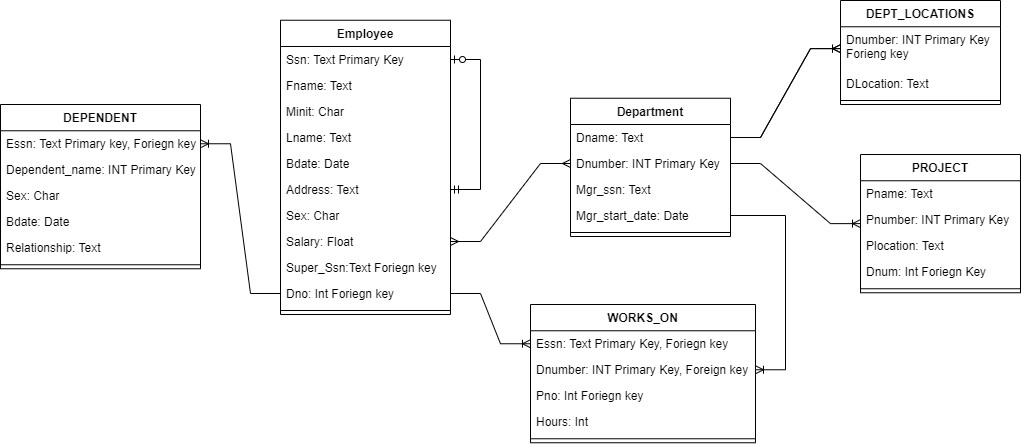 DEPENDENT
Essn: Text Primary key, Foriegn key
Dependent_name: INT Primary Key
Sex: Char
Bdate: Date
Relationship: Text
Employee
Ssn: Text Primary Key
Fname: Text
Minit: Char
Lname: Text
Bdate: Date
Address: Text
Sex: Char
Salary: Float
Super_Ssn:Text Foriegn key
Dno: Int Foriegn key
Department
Dname: Text
Dnumber: INT Primary Key
Mgr_ssn: Text
Mgr_start_date: Date
WORKS_ON
Essn: Text Primary Key, Foriegn key
Dnumber: INT Primary Key, Foreign key
Pno: Int Foriegn key
Hours: Int
DEPT_LOCATIONS
Dnumber: INT Primary Key
Forieng key
DLocation: Text
PROJECT
Pname: Text
Pnumber: INT Primary Key
Plocation: Text
Dnum: Int Foriegn Key